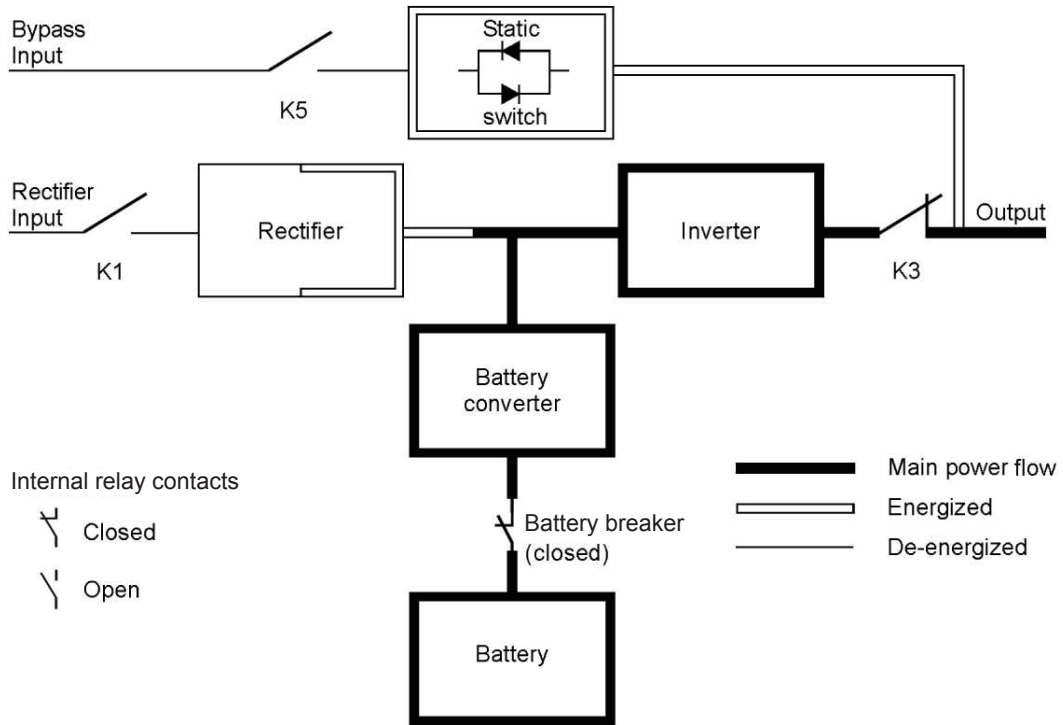 Bypass
Input
K5
Static
switch
Rectifier
Input
K1
Rectifier
Inverter
K3
Output
Battery
converter
Battery breaker
(closed)
Battery
Internal relay contacts
Closed
Open
Main power flow
Energized
De-energized